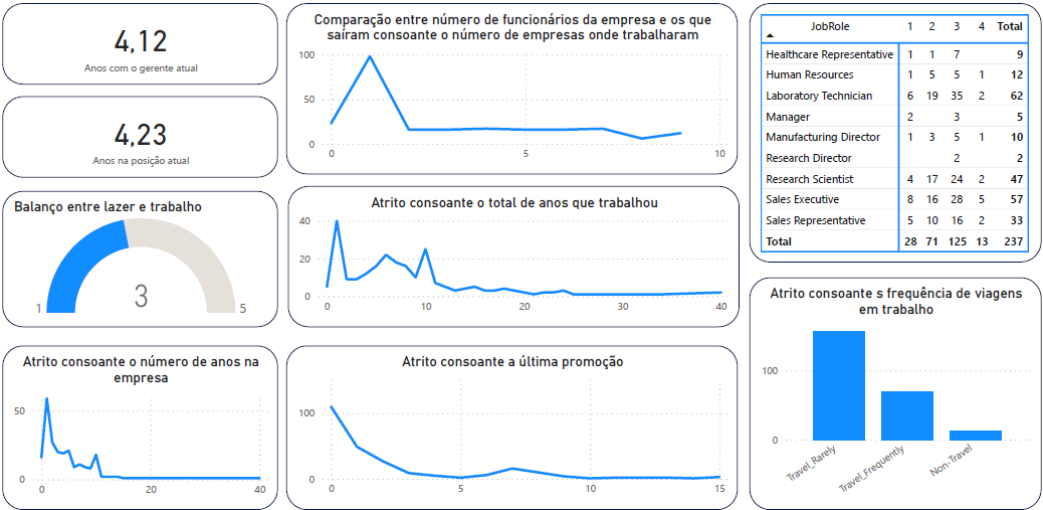 4,12
Anos com o gerente atual
4,23
Anos na posição atual
Balanço entre lazer e trabalho
3
1
5
Atrito consoante o número de anos na
empresa
50
0
0
20
40
Comparação entre número de funcionários da empresa e os que
saíram consoante o número de empresas onde trabalharam
100
50
0
0
5
10
Atrito consoante o total de anos que trabalhou
40
20
0
0
10
20
30
40
Atrito consoante a última promoção
100
0
0
5
10
15
JobRole 1 2 3 4 Total
Healthcare Representative 1 1 7 9
Human Resources 1 5 5 1 12
Laboratory Technician 6 19 35 2 62
Manager 2 3 5
Manufacturing Director 1 3 5 1 10
Research Director 2 2
Research Scientist 4 17 24 2 47
Sales Executive 8 16 28 5 57
Sales Representative 5 10 16 2 33
Total 28 71 125 13 237
Atrito consoante s frequência de viagens
em trabalho
100
0
Travel_Rarely
Travel_Frequently
Non-Travel